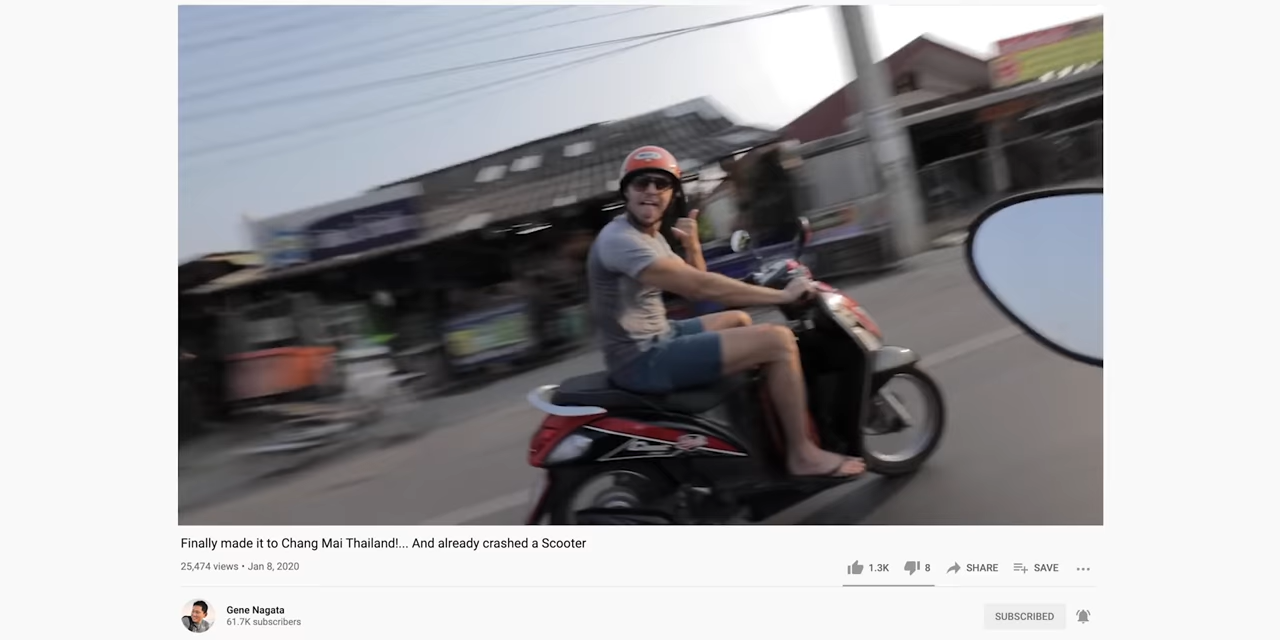 Finally made it to Chang Mai Thailand!... And already crashed a Scooter
25,474 views • Jan 8, 2020
1.3K
8
SHARE
SAVE
Gene Nagata
61.7K subscribers
SUBSCRIBED